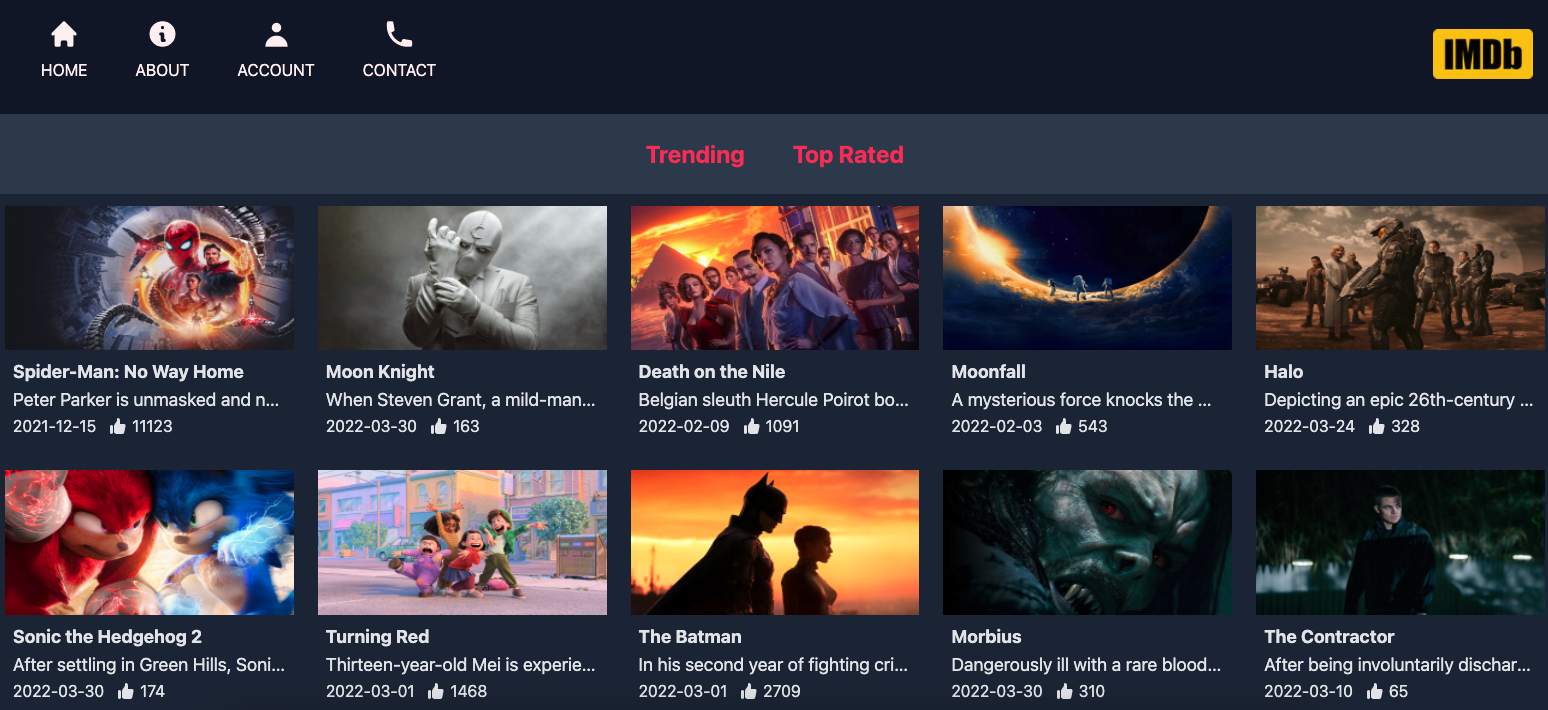 HOME
ABOUT
ACCOUNT
CONTACT
IMDb
Trending
Top Rated
Spider-Man: No Way Home
Peter Parker is unmasked and n...
2021-12-15 11123
Moon Knight
When Steven Grant, a mild-man...
2022-03-30 163
Death on the Nile
Belgian sleuth Hercule Poirot bo...
2022-02-09 1091
Moonfall
A mysterious force knocks the ...
2022-02-03 543
Halo
Depicting an epic 26th-century ...
2022-03-24 328
Sonic the Hedgehog 2
After settling in Green Hills, Soni...
2022-03-30 174
Turning Red
Thirteen-year-old Mei is experie...
2022-03-01 1468
The Batman
In his second year of fighting cri...
2022-03-01 2709
Morbius
Dangerously ill with a rare blood...
2022-03-30 310
The Contractor
After being involuntarily dischar...
2022-03-10 65